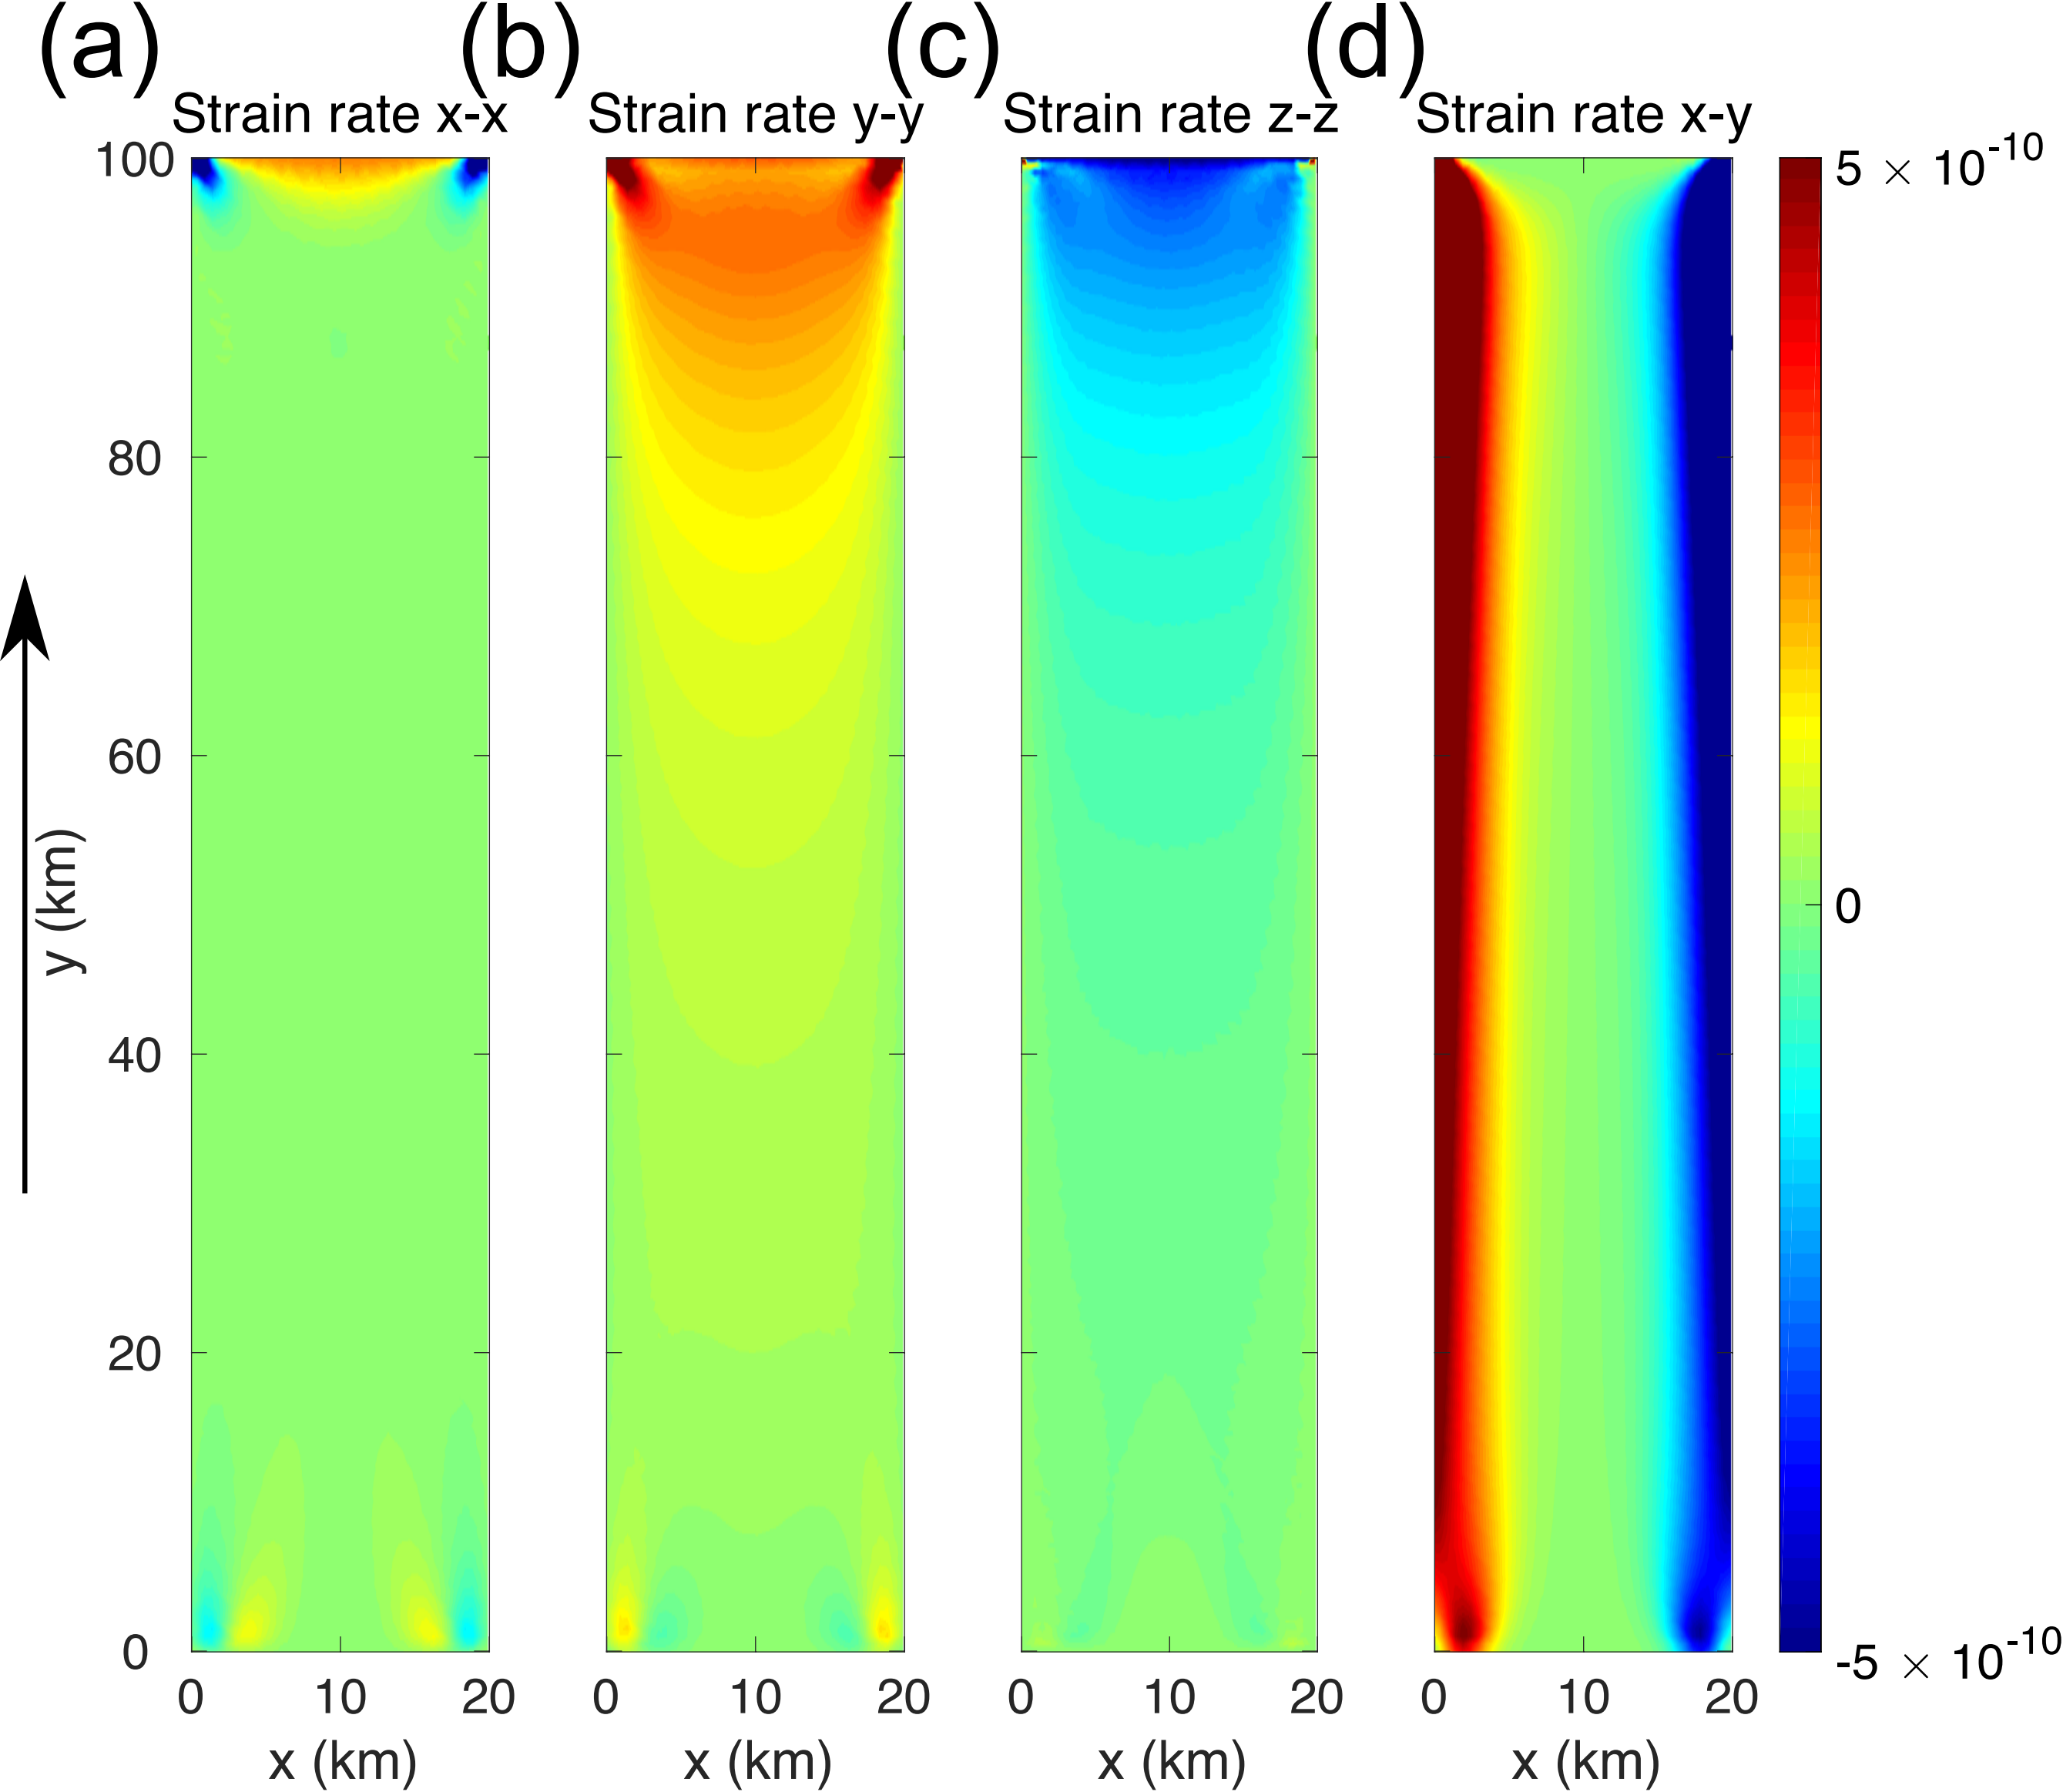 (a) (b) (c) (d)
Strain rate x-x Strain rate y-y Strain rate z-z Strain rate x-y
100
80
60
40
20
0
y (km)
0 10 20 0 10 20 0 10 20 0 10 20
x (km) x (km) x (km) x (km)
5 × 10^-10
0
-5 × 10^-10